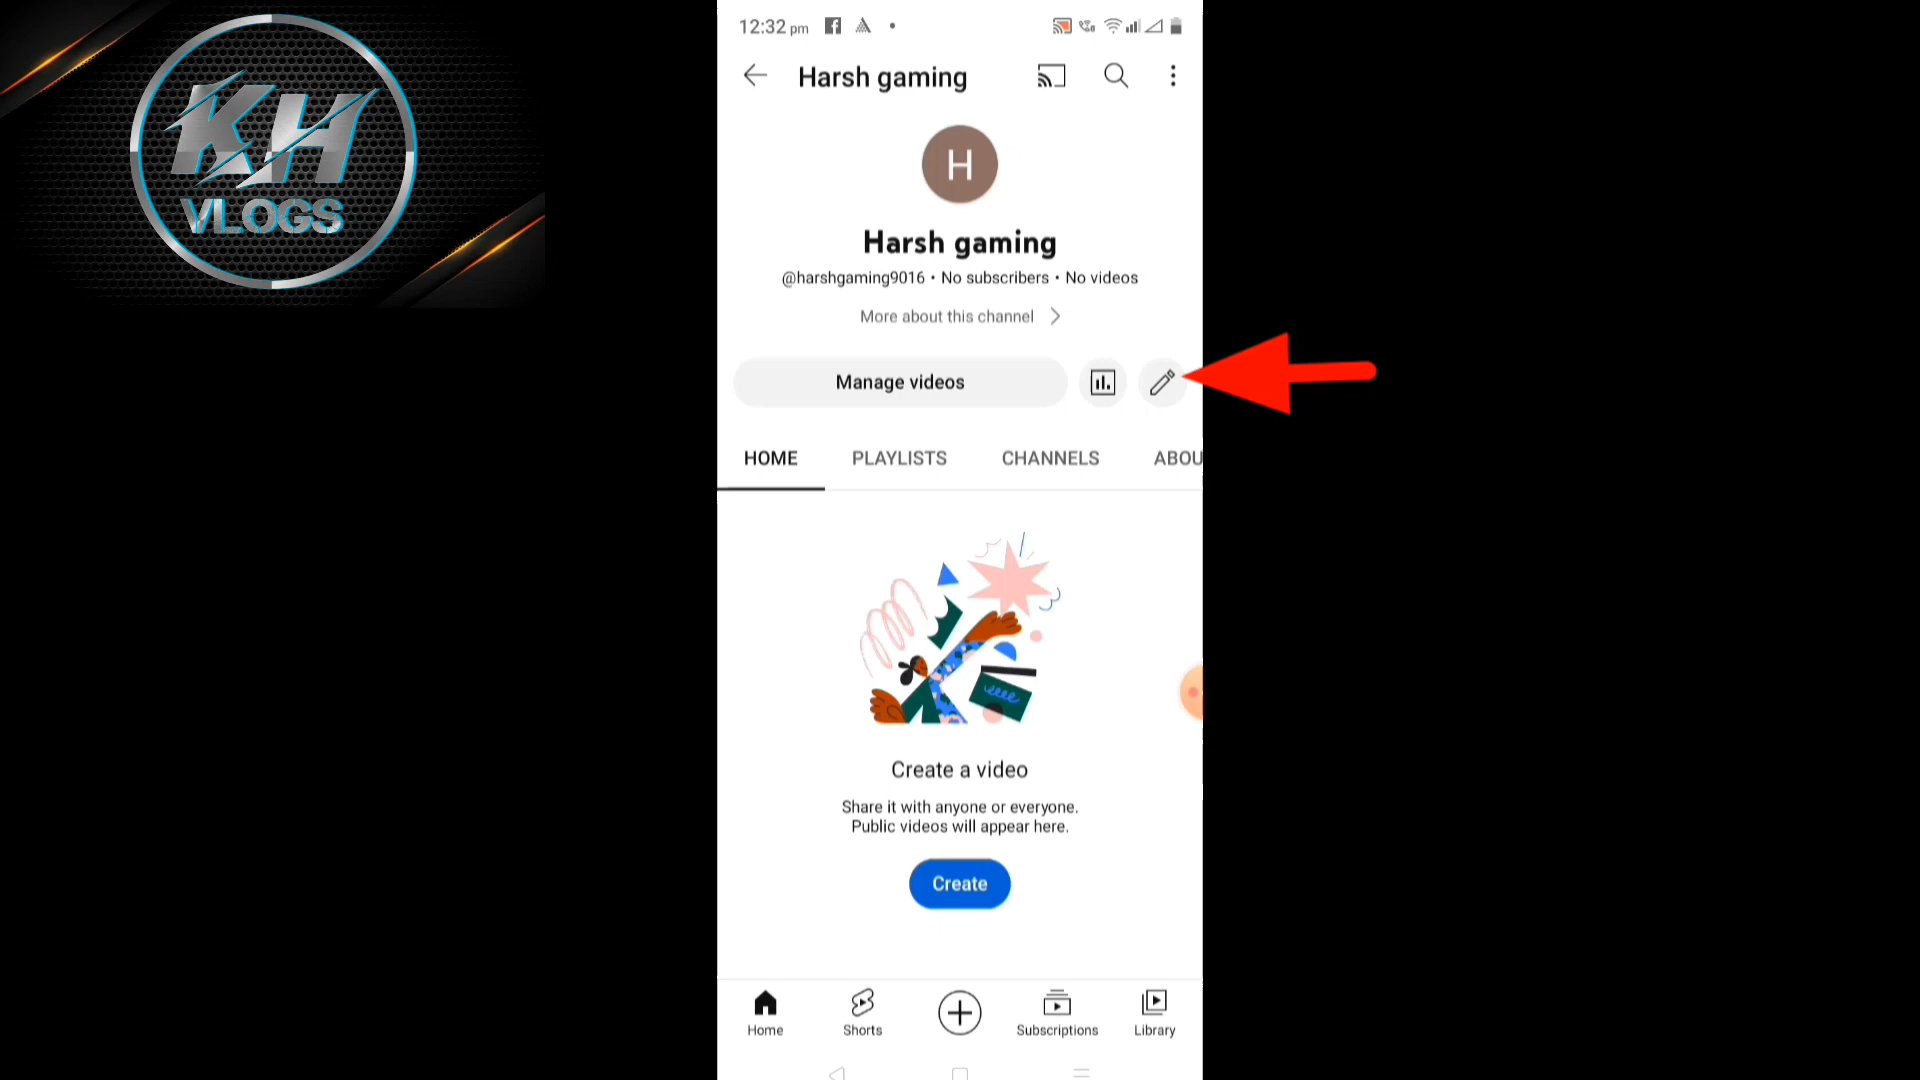 KH
VLOGS
12:32 pm
Harsh gaming
H
Harsh gaming
@harshgaming9016 • No subscribers • No videos
More about this channel
Manage videos
HOME PLAYLISTS CHANNELS ABOU
Create a video
Share it with anyone or everyone.
Public videos will appear here.
Create
Home Shorts Subscriptions Library